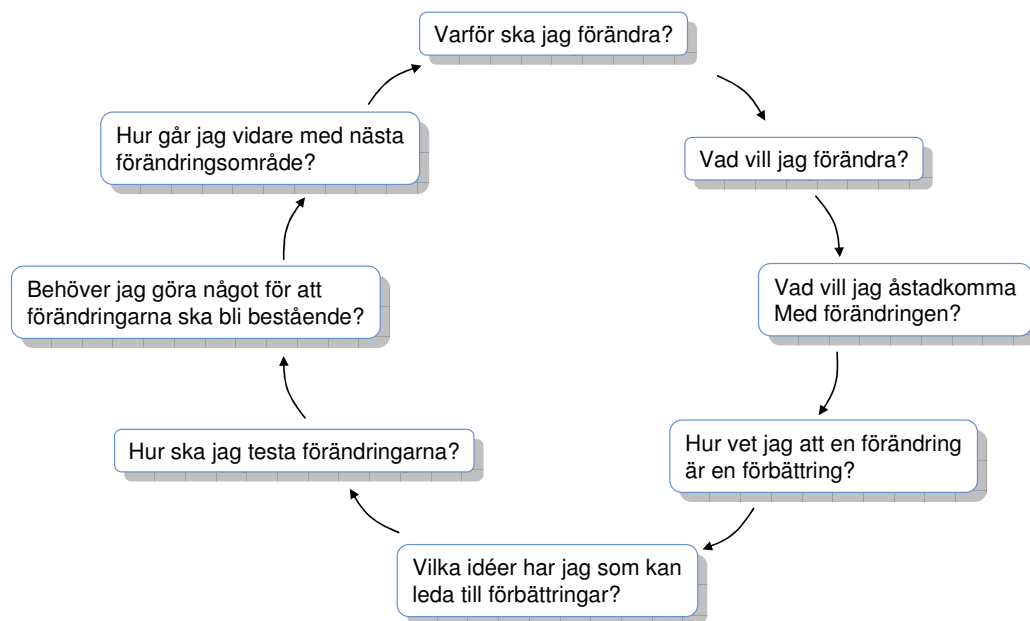 Varför ska jag förändra?
Vad vill jag förändra?
Vad vill jag åstadkomma
Med förändringen?
Hur vet jag att en förändring
är en förbättring?
Vilka idéer har jag som kan
leda till förbättringar?
Hur ska jag testa förändringarna?
Behöver jag göra något för att
förändringarna ska bli bestående?
Hur går jag vidare med nästa
förändringsområde?